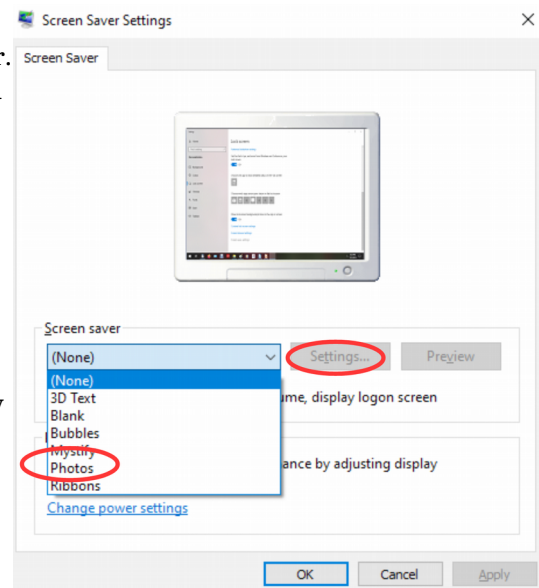 Screen Saver Settings
r.
Screen Saver
Screen saver
(None)
Settings...
Preview
(None)
3D Text
ume, display logon screen
Blank
Bubbles
Mystify
Photos
ance by adjusting display
Ribbons
Change power settings
OK
Cancel
Apply